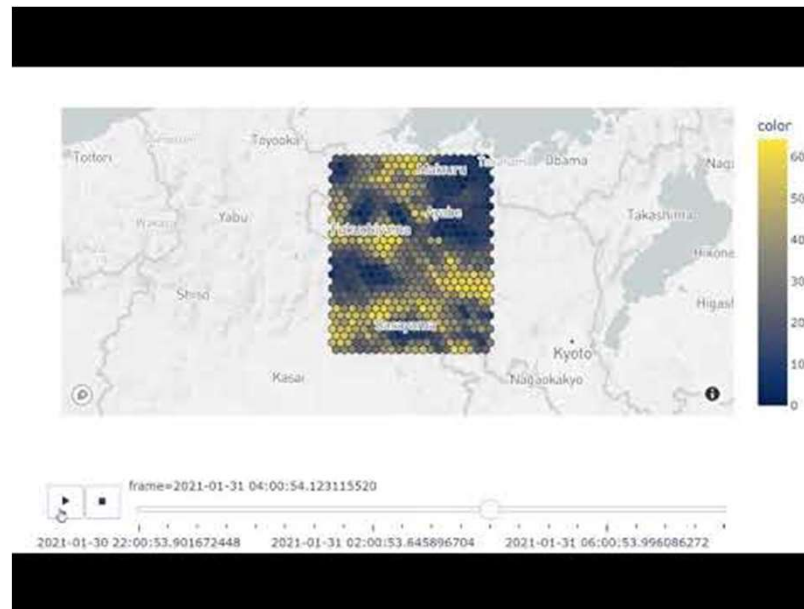 color
60
50
40
30
20
10
0
Toyooka
Tottori
Maizuru
Obama
Yabu
Ayabe
Takashima
Fukuchiyama
Hikone
Shiso
Higash
Sasayama
Kyoto
Kasai
Nagaokakyo
frame=2021-01-31 04:00:54.123115520
2021-01-30 22:00:53.901672448 2021-01-31 02:00:53.645896704 2021-01-31 06:00:53.996086272